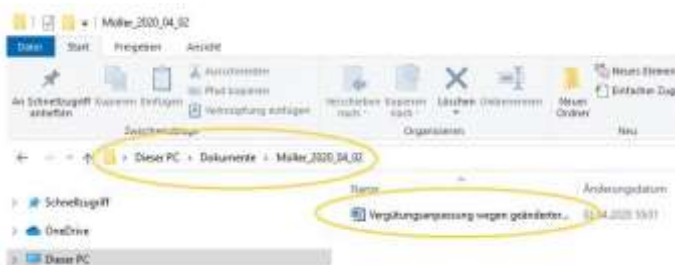 Müller_2020_04_02
Datei Start Freigeben Ansicht
An Schnellzugriff anheften
Kopieren Einfügen
Ausschneiden
Pfad kopieren
Verknüpfung einfügen
Verschieben nach
Kopieren nach
Löschen
Umbenennen
Neuer Ordner
Neues Element
Einfacher Zug
Zwischenablage
Organisieren
Neu
Dieser PC › Dokumente › Müller_2020_04_02
Name
Änderungsdatum
Schnellzugriff
Vergütungsanpassung wegen geänderter...
OneDrive
Dieser PC